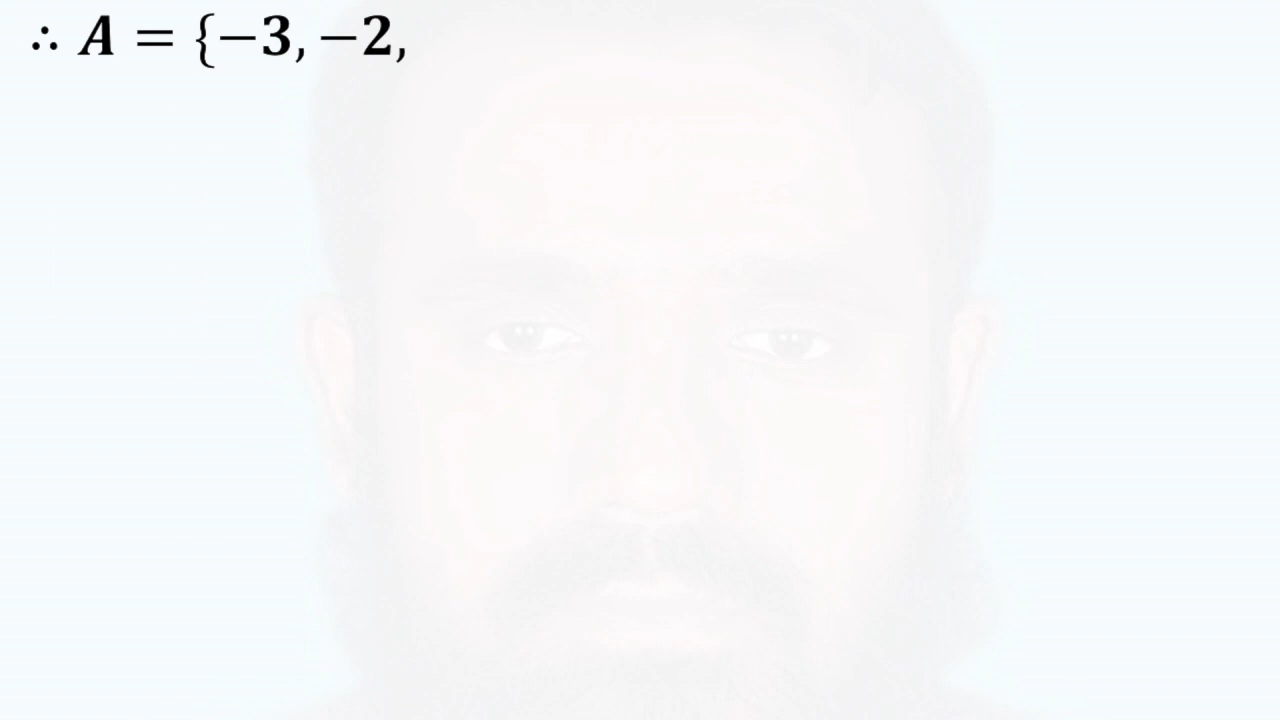 ∴ A = {−3, −2,